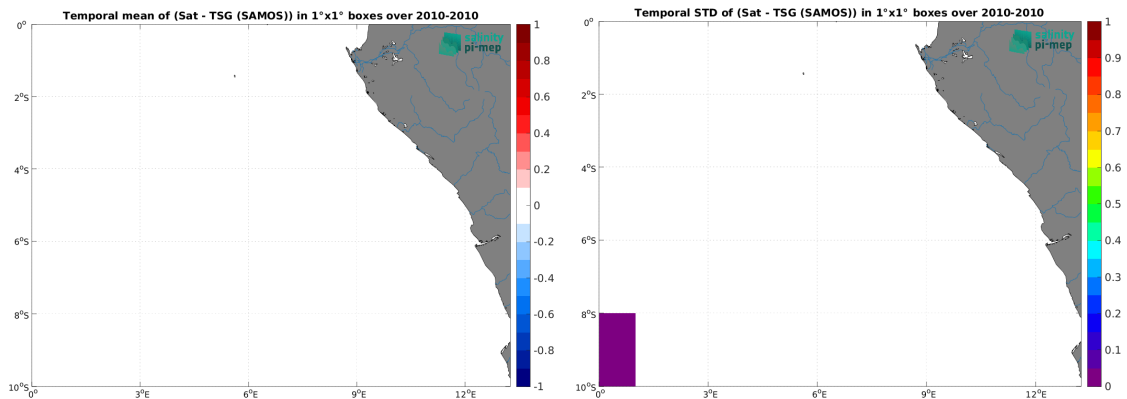 Temporal mean of (Sat - TSG (SAMOS)) in 1°x1° boxes over 2010-2010
salinity
pi-mep
0°
2°S
4°S
6°S
8°S
10°S
0°
3°E
6°E
9°E
12°E
1
0.8
0.6
0.4
0.2
0
-0.2
-0.4
-0.6
-0.8
-1
Temporal STD of (Sat - TSG (SAMOS)) in 1°x1° boxes over 2010-2010
salinity
pi-mep
0°
2°S
4°S
6°S
8°S
10°S
0°
3°E
6°E
9°E
12°E
1
0.9
0.8
0.7
0.6
0.5
0.4
0.3
0.2
0.1
0